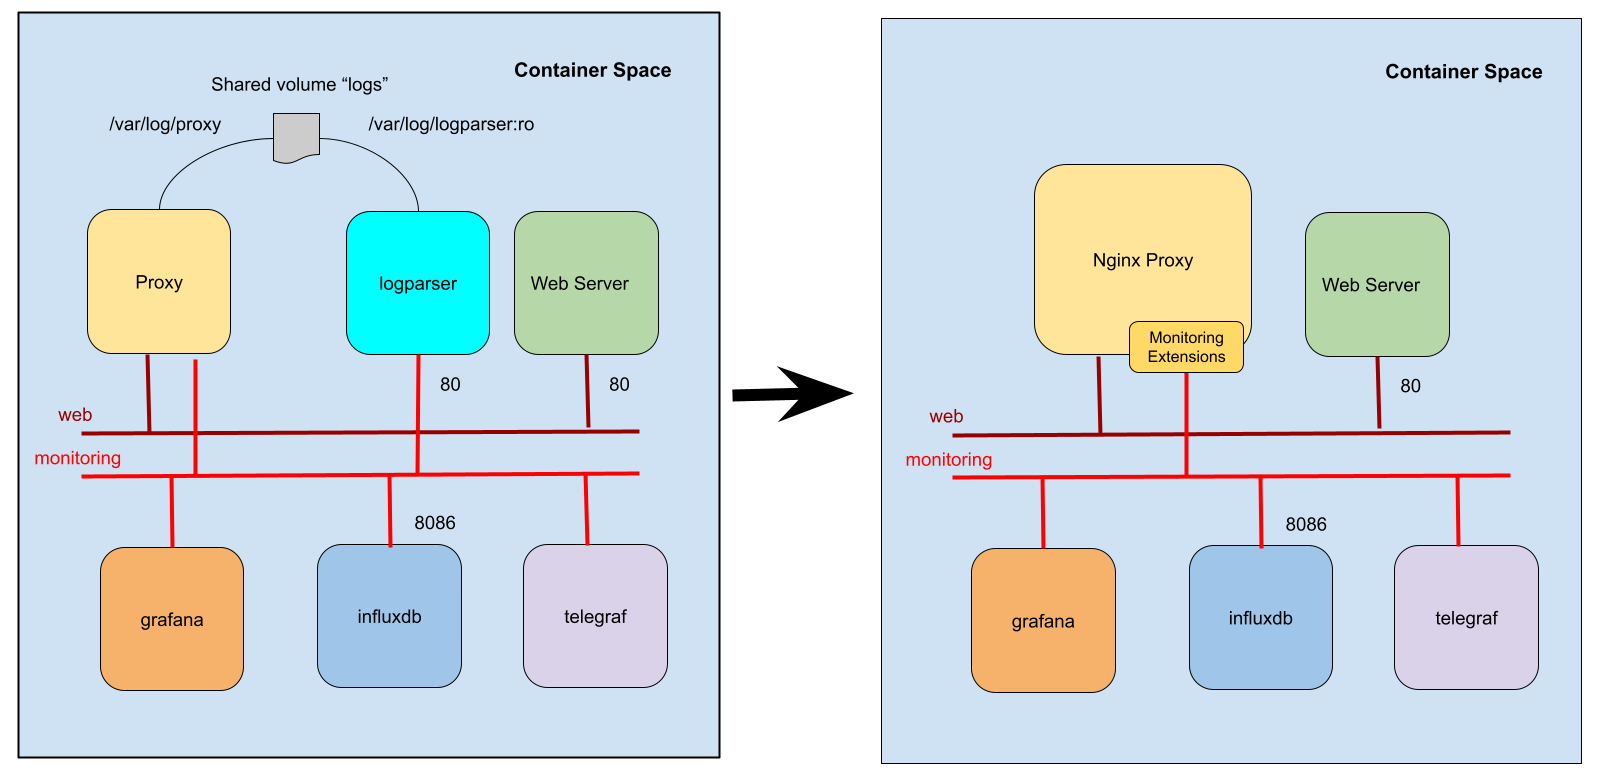 Container Space
Shared volume “logs”
/var/log/proxy
/var/log/logparser:ro
Proxy
logparser
Web Server
80
80
web
monitoring
8086
grafana
influxdb
telegraf
Container Space
Nginx Proxy
Web Server
Monitoring
Extensions
80
web
monitoring
8086
grafana
influxdb
telegraf